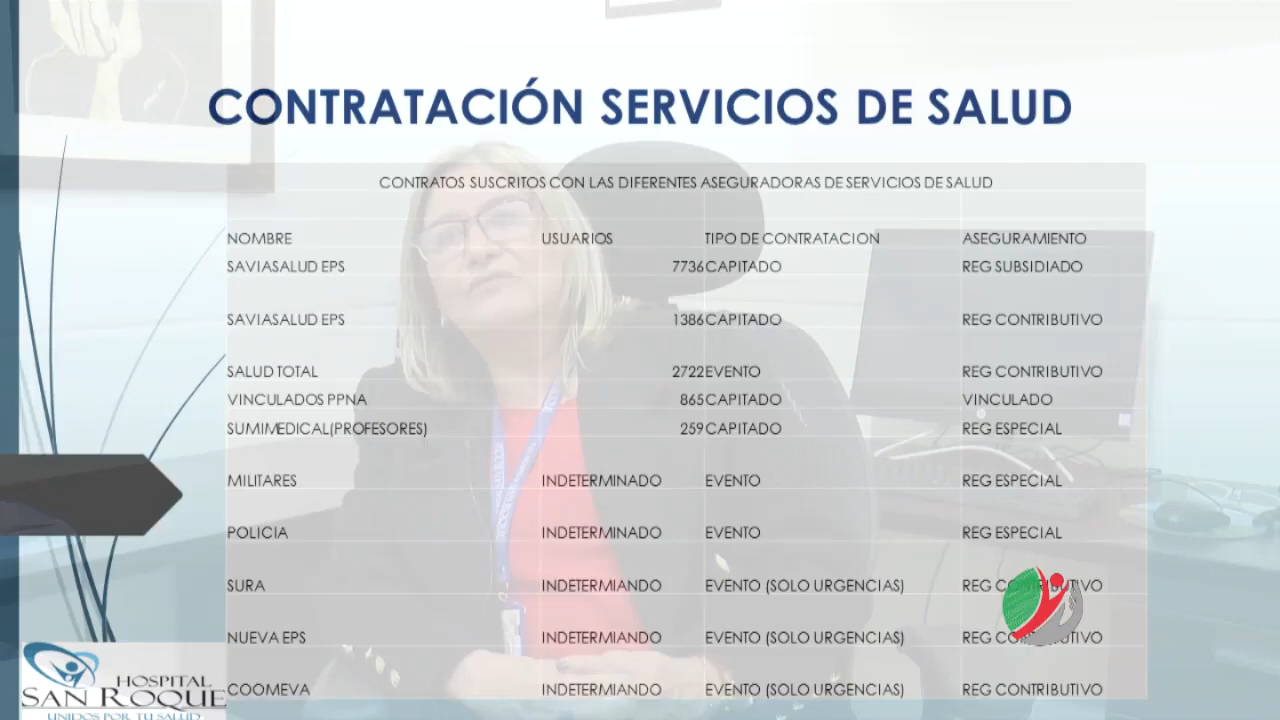 CONTRATACIÓN SERVICIOS DE SALUD
CONTRATOS SUSCRITOS CON LAS DIFERENTES ASEGURADORAS DE SERVICIOS DE SALUD
NOMBRE USUARIOS TIPO DE CONTRATACION ASEGURAMIENTO
SAVIASALUD EPS 7736 CAPITADO REG SUBSIDIADO
SAVIASALUD EPS 1386 CAPITADO REG CONTRIBUTIVO
SALUD TOTAL 2722 EVENTO REG CONTRIBUTIVO
VINCULADOS PPNA 865 CAPITADO VINCULADO
SUMIMEDICAL(PROFESORES) 259 CAPITADO REG ESPECIAL
MILITARES INDETERMINADO EVENTO REG ESPECIAL
POLICIA INDETERMINADO EVENTO REG ESPECIAL
SURA INDETERMIANDO EVENTO (SOLO URGENCIAS) REG CONTRIBUTIVO
NUEVA EPS INDETERMIANDO EVENTO (SOLO URGENCIAS) REG CONTRIBUTIVO
COOMEVA INDETERMIANDO EVENTO (SOLO URGENCIAS) REG CONTRIBUTIVO
HOSPITAL
SAN ROQUE
UNIDOS POR TU SALUD